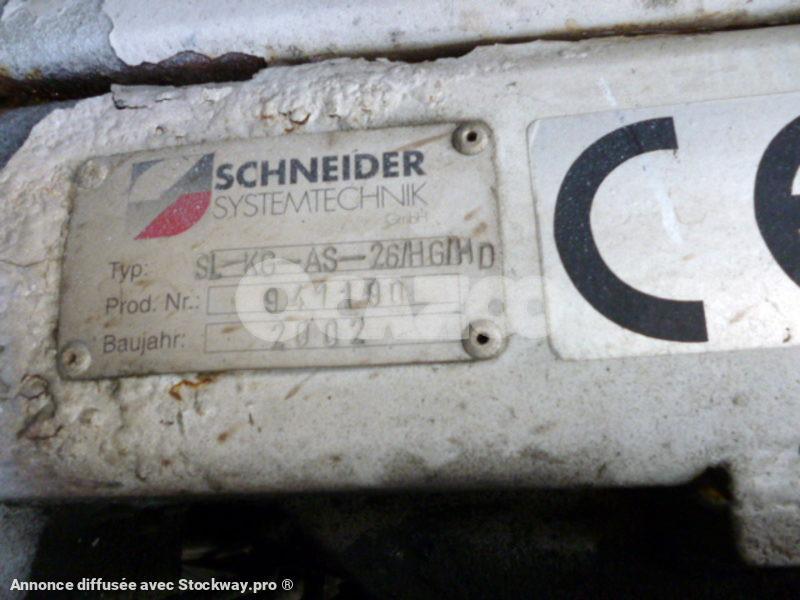 SCHNEIDER
SYSTEMTECHNIK
GmbH
Typ: SL-KG-AS-26/HG/HD
Prod. Nr.: 941100
Baujahr: 2002
CE
Annonce diffusée avec Stockway.pro ®